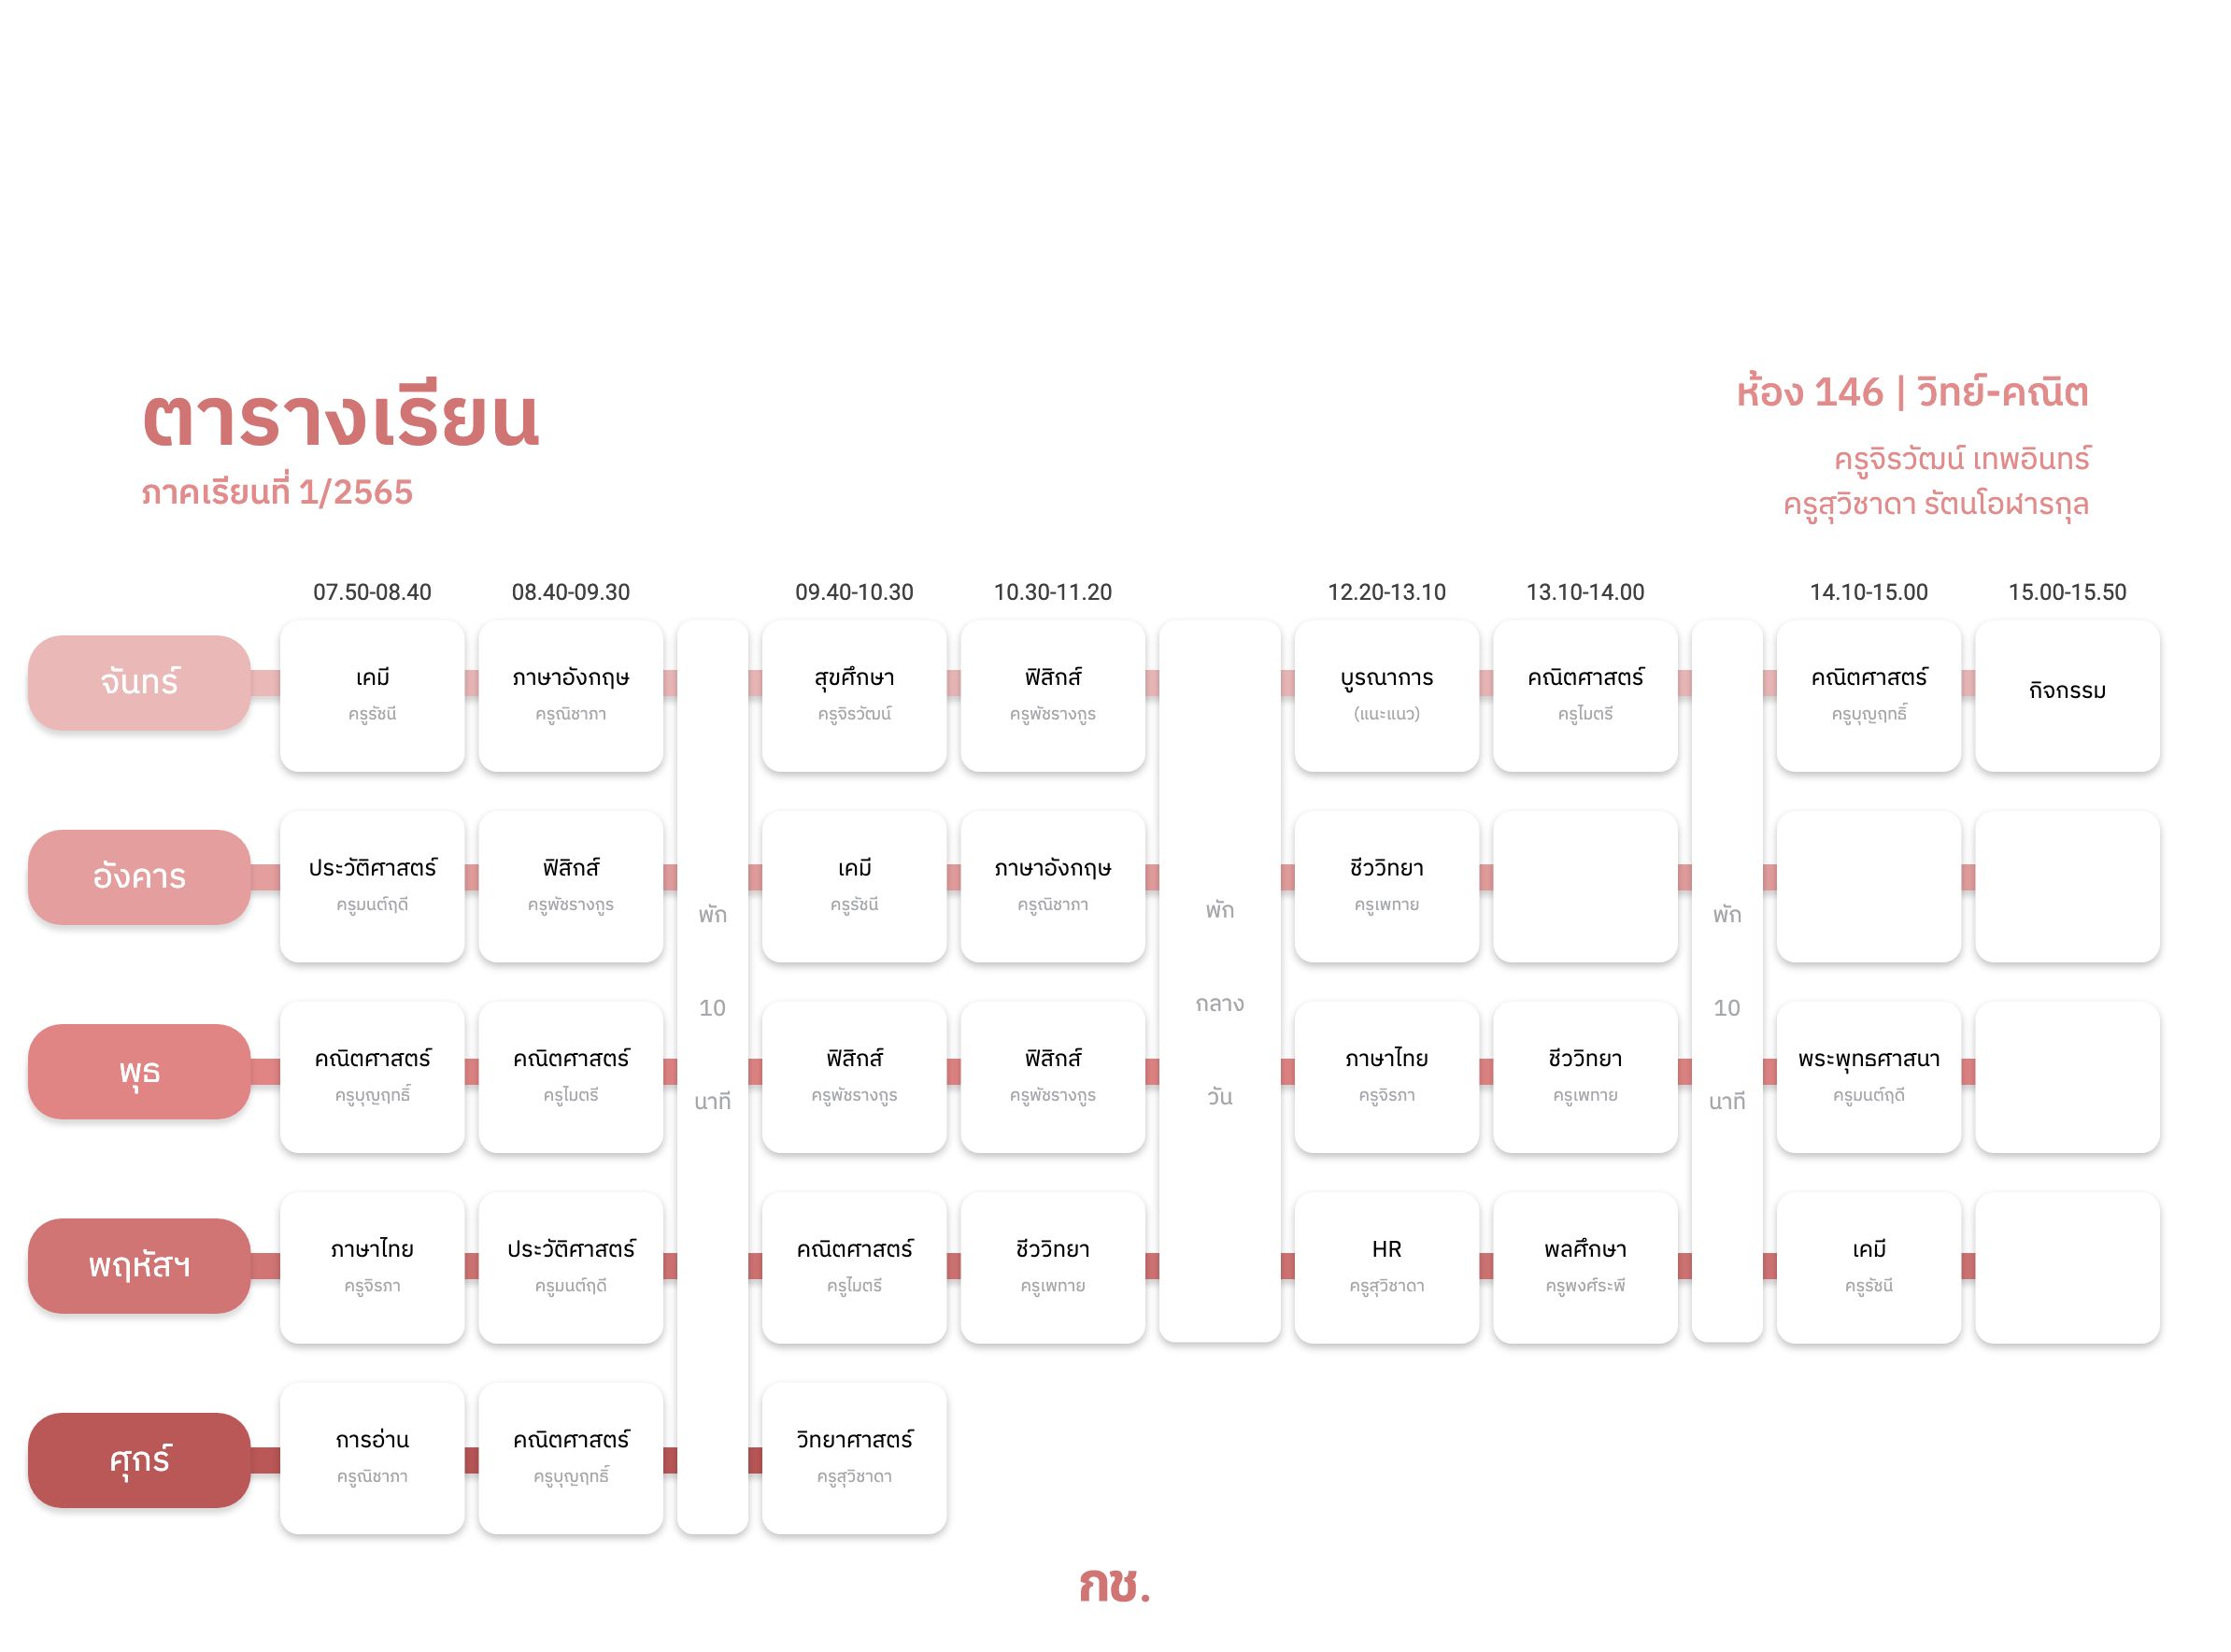 ตารางเรียน
ภาคเรียนที่ 1/2565
ห้อง 146 | วิทย์-คณิต
ครูจิรวัฒน์ เทพอินทร์
ครูสุวิชาดา รัตนโอฬารกุล
07.50-08.40 08.40-09.30 09.40-10.30 10.30-11.20 12.20-13.10 13.10-14.00 14.10-15.00 15.00-15.50
จันทร์
เคมี ภาษาอังกฤษ สุขศึกษา ฟิสิกส์ บูรณาการ คณิตศาสตร์ คณิตศาสตร์ กิจกรรม
ครูรัชนี ครูณิชาภา ครูจิรวัฒน์ ครูพัชรางกูร (แนะแนว) ครูไมตรี ครูบุญฤทธิ์
อังคาร
ประวัติศาสตร์ ฟิสิกส์ เคมี ภาษาอังกฤษ ชีววิทยา
ครูมนต์ฤดี ครูพัชรางกูร ครูรัชนี ครูณิชาภา ครูเพทาย
พัก พัก พัก
10 กลาง 10
นาที วัน นาที
พุธ
คณิตศาสตร์ คณิตศาสตร์ ฟิสิกส์ ฟิสิกส์ ภาษาไทย ชีววิทยา พระพุทธศาสนา
ครูบุญฤทธิ์ ครูไมตรี ครูพัชรางกูร ครูพัชรางกูร ครูจิรภา ครูเพทาย ครูมนต์ฤดี
พฤหัสฯ
ภาษาไทย ประวัติศาสตร์ คณิตศาสตร์ ชีววิทยา HR พลศึกษา เคมี
ครูจิรภา ครูมนต์ฤดี ครูไมตรี ครูเพทาย ครูสุวิชาดา ครูพงศ์ระพี ครูรัชนี
ศุกร์
การอ่าน คณิตศาสตร์ วิทยาศาสตร์
ครูณิชาภา ครูบุญฤทธิ์ ครูสุวิชาดา
กช.